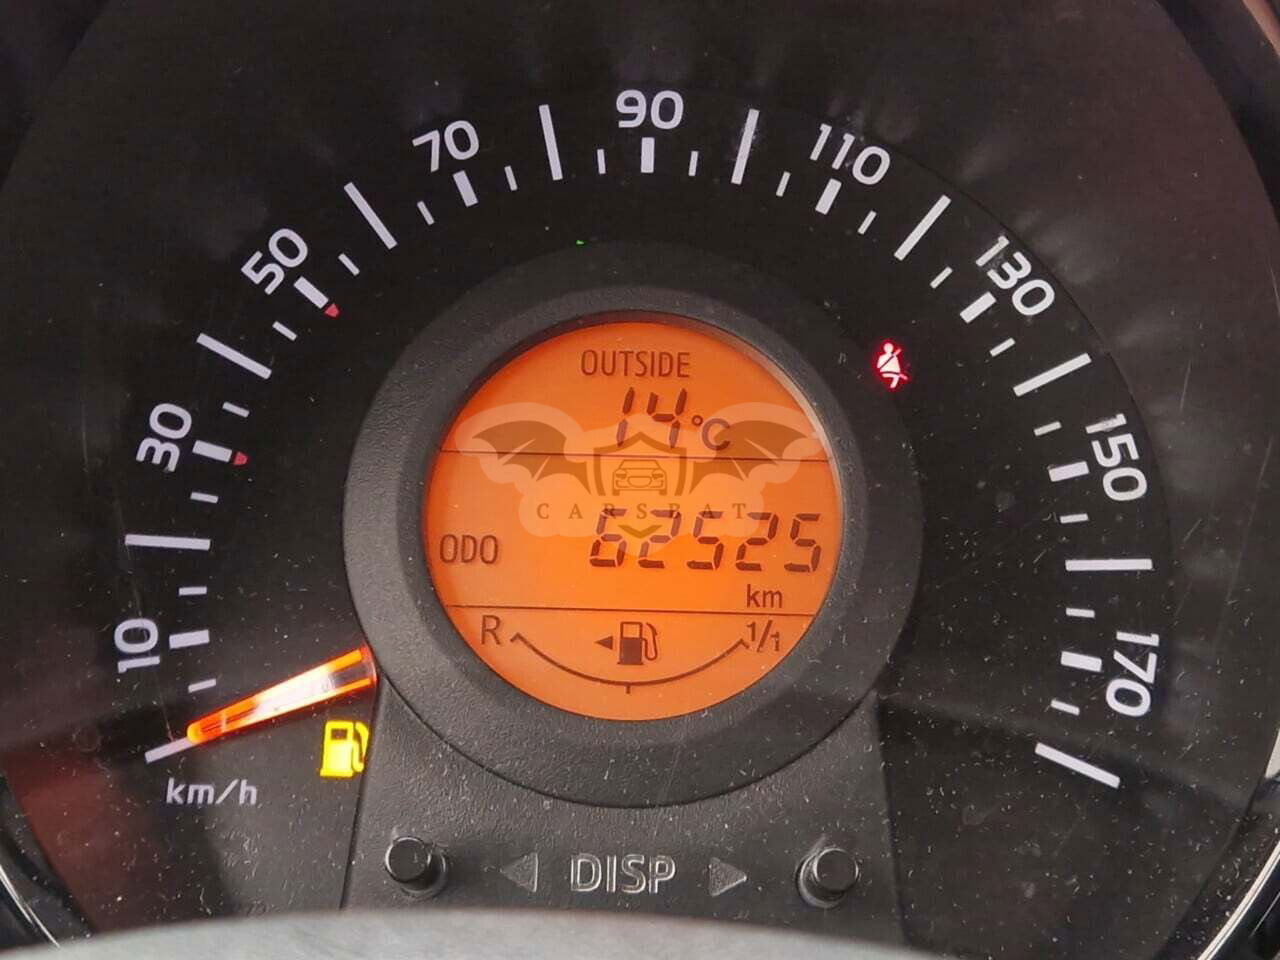 90
70
110
50
130
30
150
10
170
km/h
OUTSIDE
14°C
CARSBAT
ODO 62525
km
R 1/1
DISP